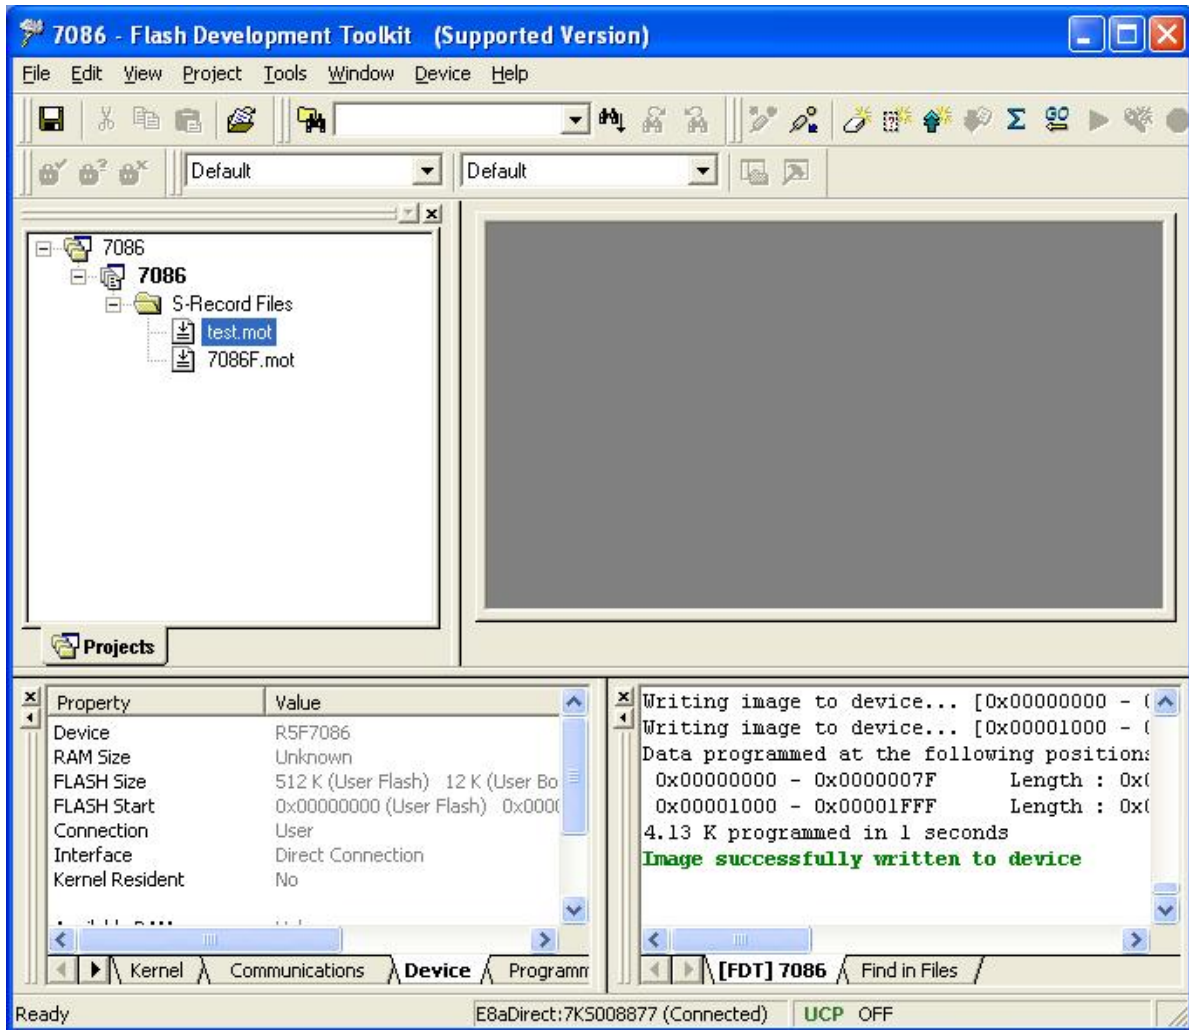 7086 - Flash Development Toolkit (Supported Version)
File Edit View Project Tools Window Device Help
GO
Default Default
7086
7086
S-Record Files
test.mot
7086F.mot
Projects
Property Value
Device R5F7086
RAM Size Unknown
FLASH Size 512 K (User Flash) 12 K (User Bo
FLASH Start 0x00000000 (User Flash) 0x0000
Connection User
Interface Direct Connection
Kernel Resident No
Kernel Communications Device Programm
Writing image to device... [0x00000000 - 
Writing image to device... [0x00001000 - 
Data programmed at the following positions
0x00000000 - 0x0000007F Length : 0x0
0x00001000 - 0x00001FFF Length : 0x0
4.13 K programmed in 1 seconds
Image successfully written to device
[FDT] 7086 Find in Files
Ready E8aDirect:7KS008877 (Connected) UCP OFF